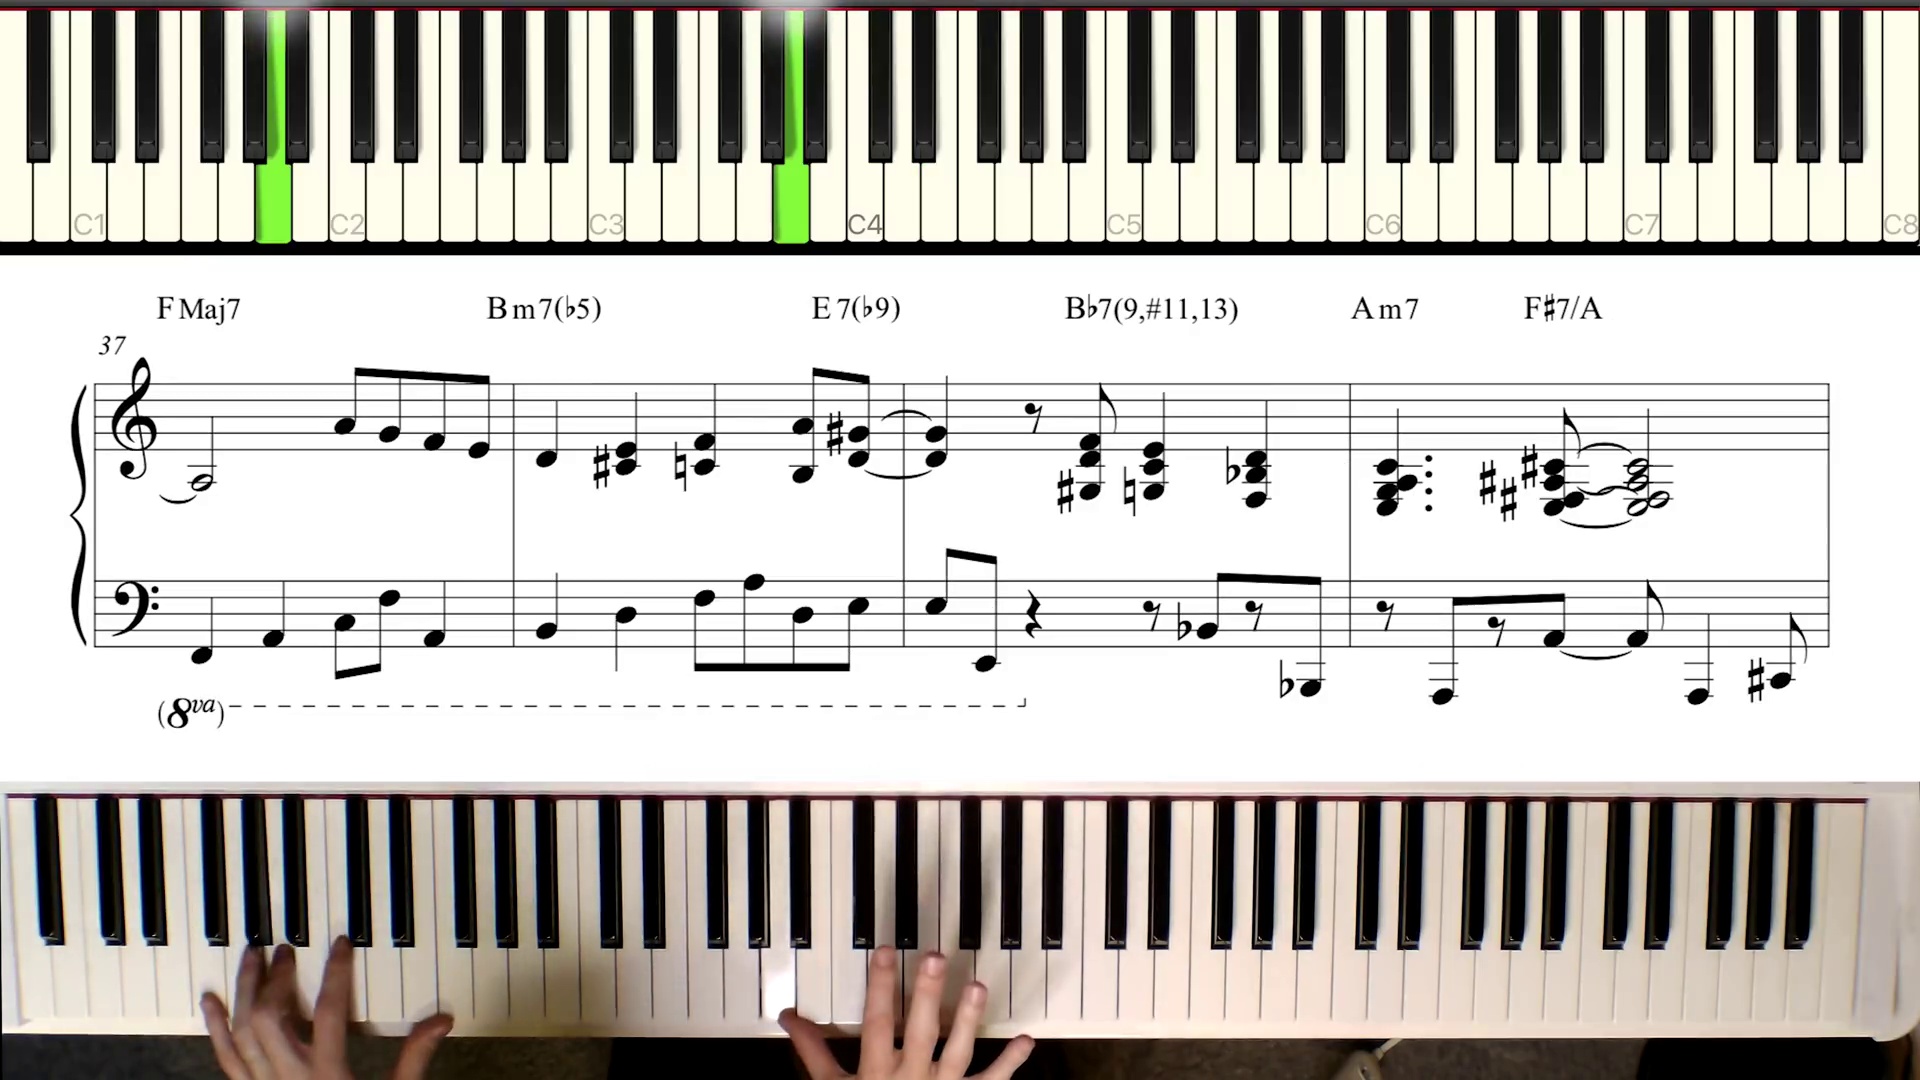 C1 C2 C3 C4 C5 C6 C7 C8
F Maj7 B m7(♭5) E 7(♭9) B♭7(9,#11,13) A m7 F♯7/A
37
(8va)